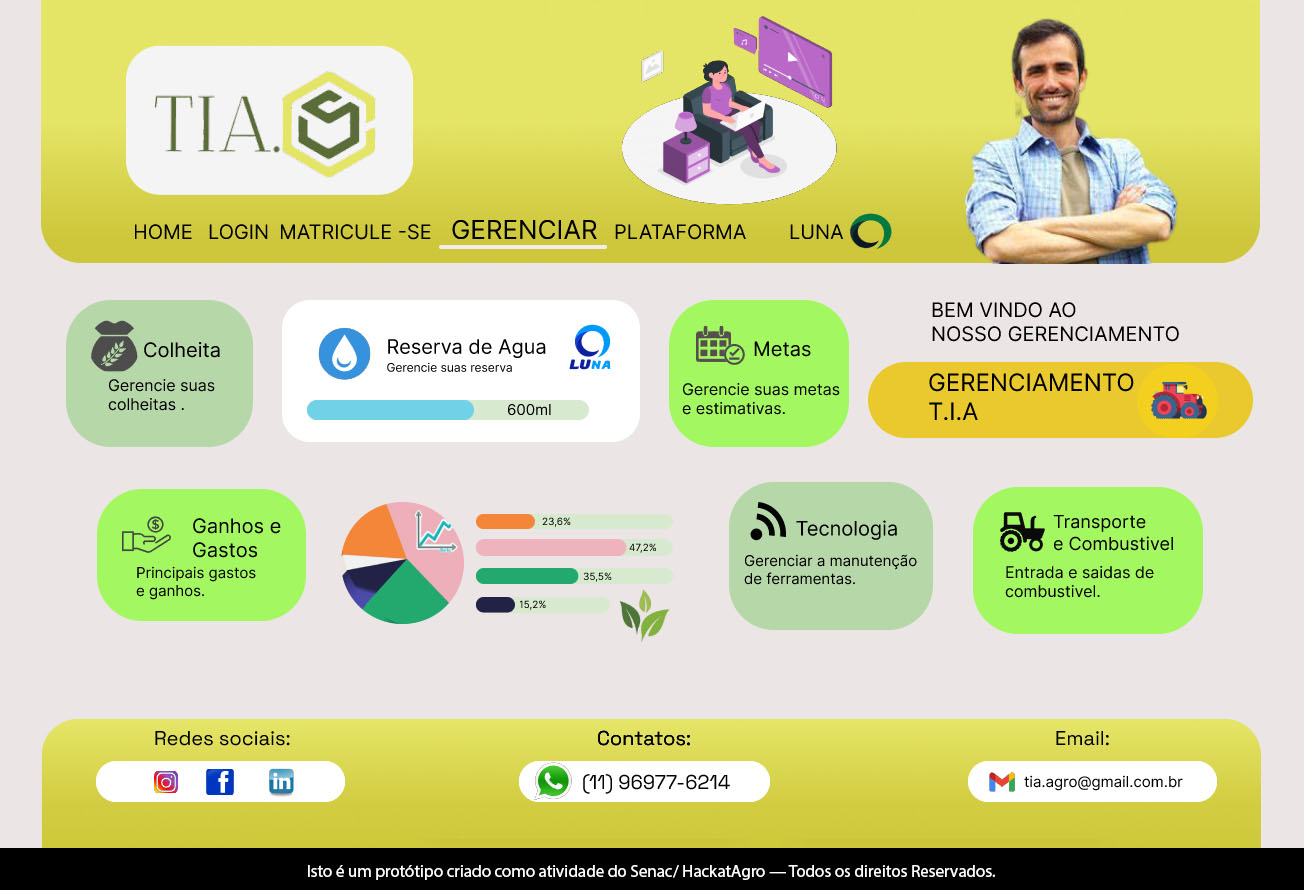 TIA.
HOME LOGIN MATRICULE -SE GERENCIAR PLATAFORMA LUNA
Colheita
Gerencie suas
colheitas .
Reserva de Agua
Gerencie suas reserva
LUNA
600ml
Metas
Gerencie suas metas
e estimativas.
BEM VINDO AO
NOSSO GERENCIAMENTO
GERENCIAMENTO
T.I.A
Ganhos e
Gastos
Principais gastos
e ganhos.
23,6%
47,2%
35,5%
15,2%
Tecnologia
Gerenciar a manutenção
de ferramentas.
Transporte
e Combustivel
Entrada e saidas de
combustivel.
Redes sociais:
Contatos:
(11) 96977-6214
Email:
tia.agro@gmail.com.br
Isto é um protótipo criado como atividade do Senac/ HackatAgro — Todos os direitos Reservados.